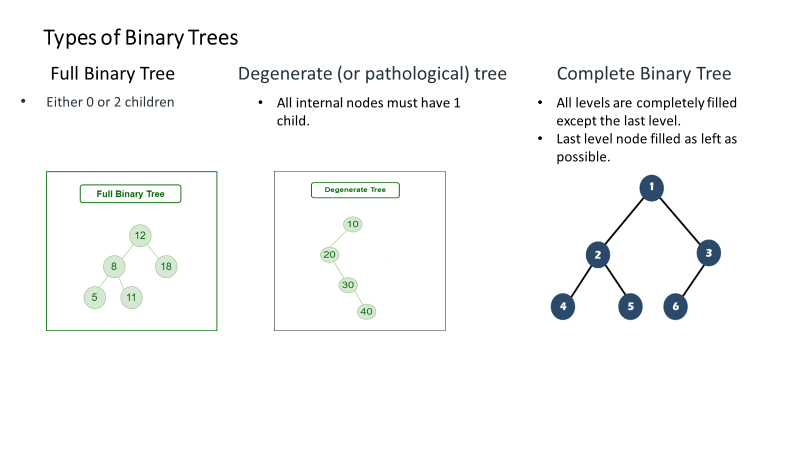 Types of Binary Trees
Full Binary Tree
• Either 0 or 2 children
Full Binary Tree
12
8 18
5 11
Degenerate (or pathological) tree
• All internal nodes must have 1
child.
Degenerate Tree
10
20
30
40
Complete Binary Tree
• All levels are completely filled
except the last level.
• Last level node filled as left as
possible.
1
2 3
4 5 6